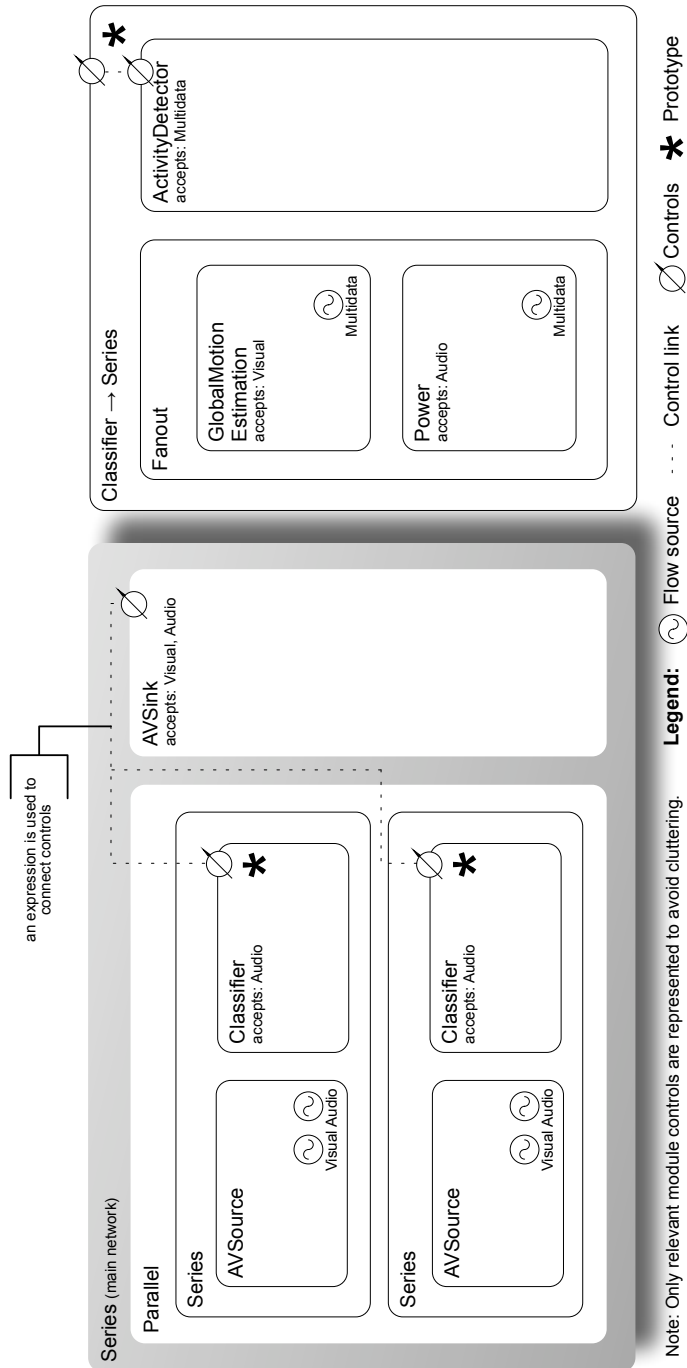 an expression is used to
connect controls
Series (main network)
Parallel
Series
AVSource
Visual Audio
Classifier
accepts: Audio
Series
AVSource
Visual Audio
Classifier
accepts: Audio
AVSink
accepts: Visual, Audio
Classifier → Series
Fanout
GlobalMotion
Estimation
accepts: Visual
Multidata
Power
accepts: Audio
Multidata
ActivityDetector
accepts: Multidata
Note: Only relevant module controls are represented to avoid cluttering.
Legend: Flow source Control link Controls Prototype